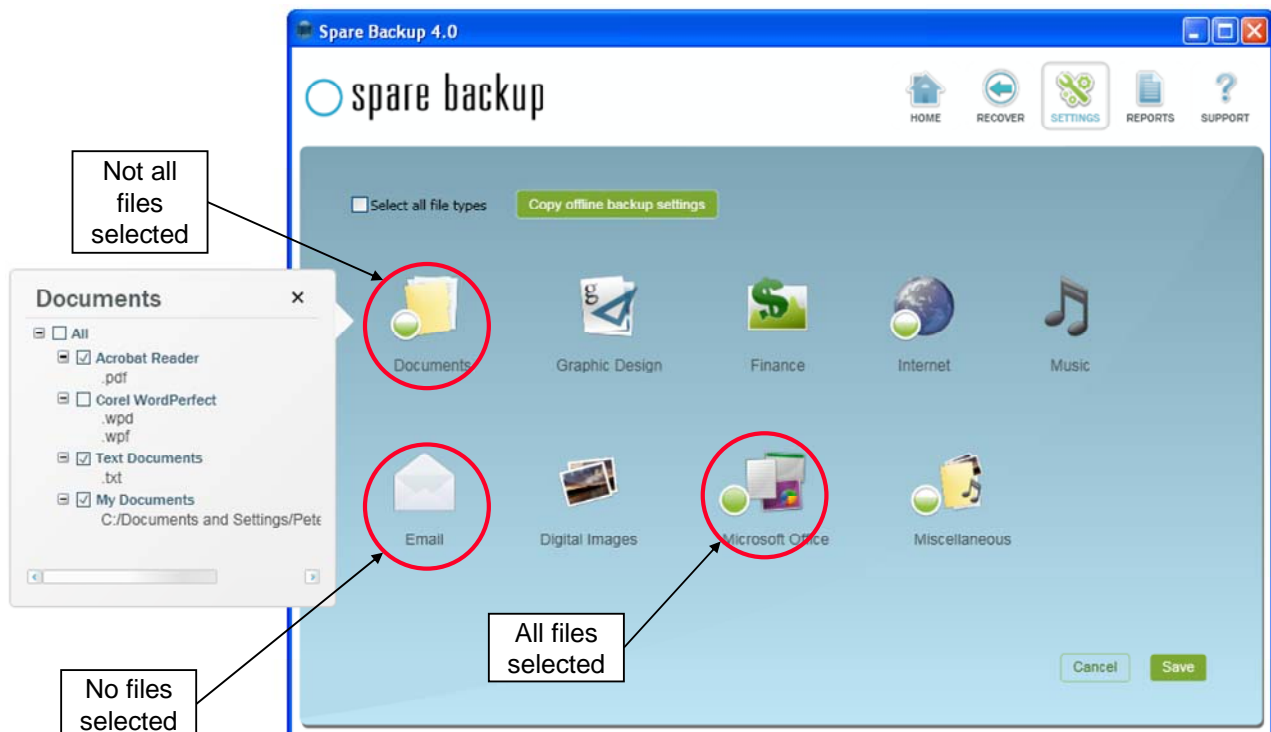 Spare Backup 4.0
spare backup
HOME
RECOVER
SETTINGS
REPORTS
SUPPORT
Not all
files
selected
Select all file types
Copy offline backup settings
Documents
All
Acrobat Reader
.pdf
Corel WordPerfect
.wpd
.wpf
Text Documents
.txt
My Documents
C:/Documents and Settings/Pete
Documents
Graphic Design
Finance
Internet
Music
Email
Digital Images
Microsoft Office
Miscellaneous
All files
selected
No files
selected
Cancel
Save